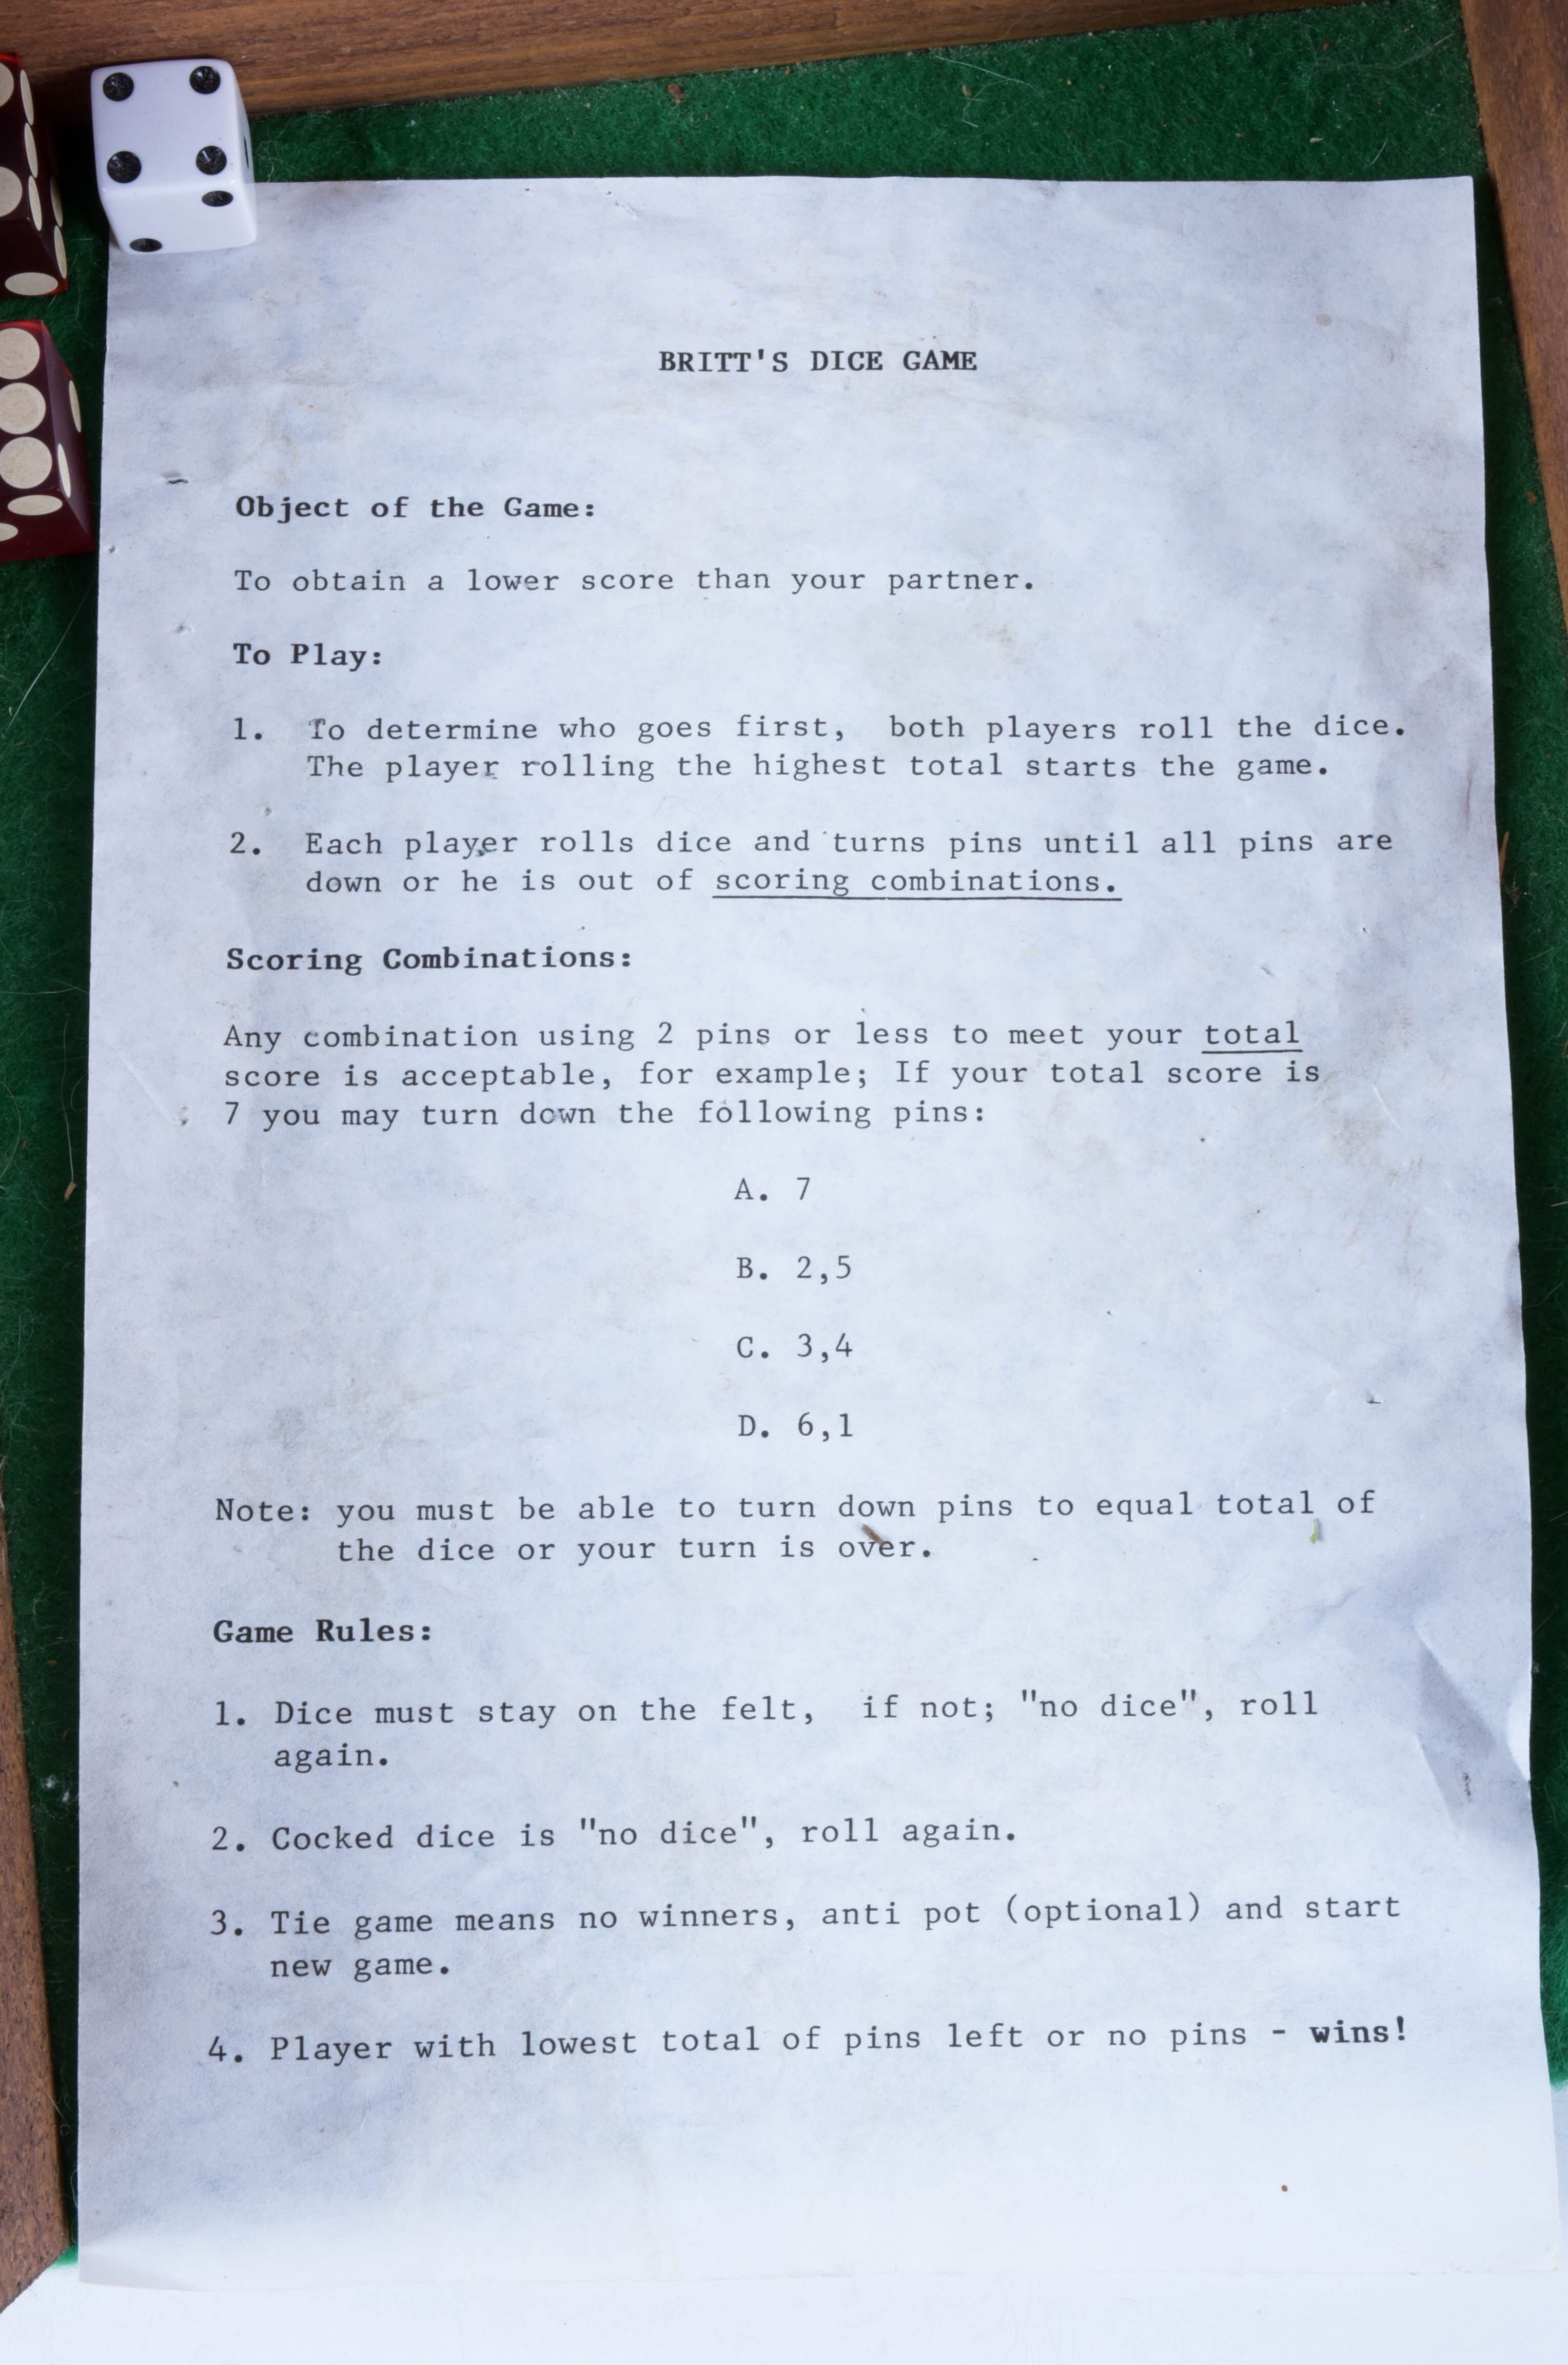 BRITT'S DICE GAME
Object of the Game:
To obtain a lower score than your partner.
To Play:
1. To determine who goes first, both players roll the dice.
The player rolling the highest total starts the game.
2. Each player rolls dice and turns pins until all pins are
down or he is out of scoring combinations.
Scoring Combinations:
Any combination using 2 pins or less to meet your total
score is acceptable, for example; If your total score is
7 you may turn down the following pins:
A. 7
B. 2,5
C. 3,4
D. 6,1
Note: you must be able to turn down pins to equal total of
the dice or your turn is over.
Game Rules:
1. Dice must stay on the felt, if not; "no dice", roll
again.
2. Cocked dice is "no dice", roll again.
3. Tie game means no winners, anti pot (optional) and start
new game.
4. Player with lowest total of pins left or no pins - wins!